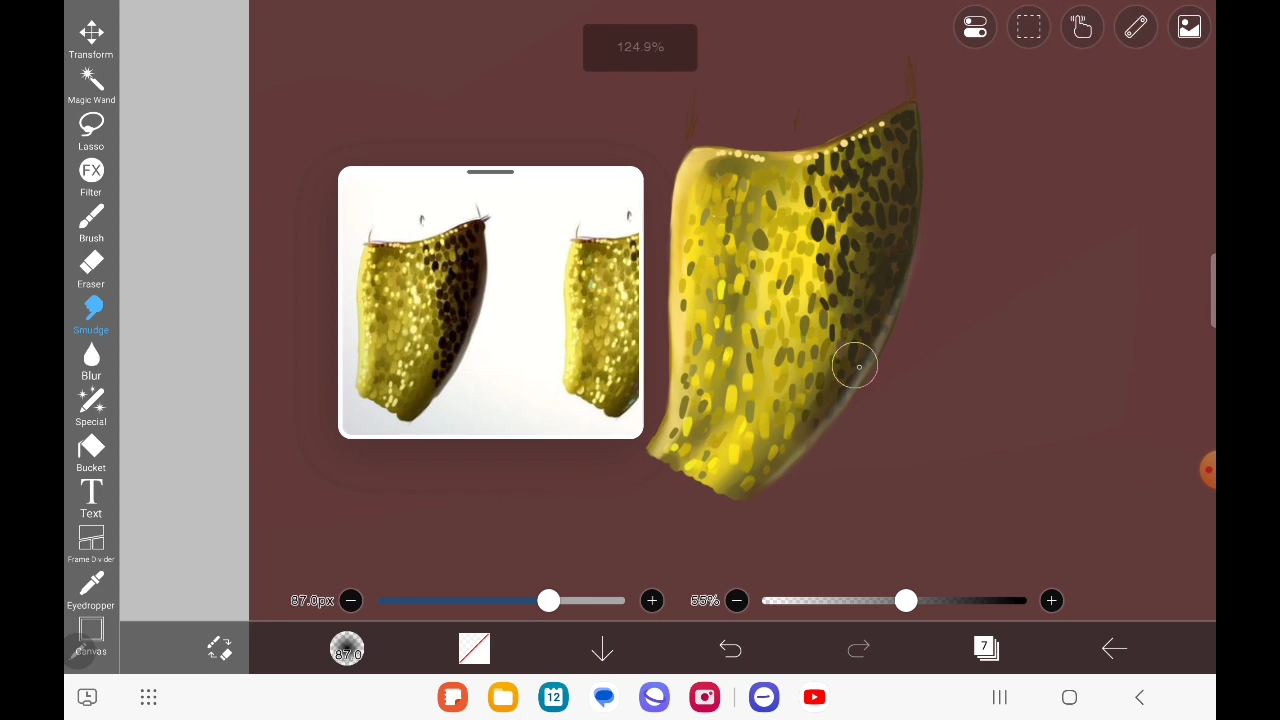 124.9%
Transform
Magic Wand
Lasso
Filter
FX
Brush
Eraser
Smudge
Blur
Special
Bucket
T
Text
Frame Divider
Eyedropper
Canvas
87.0px
55%
87.0
7
12